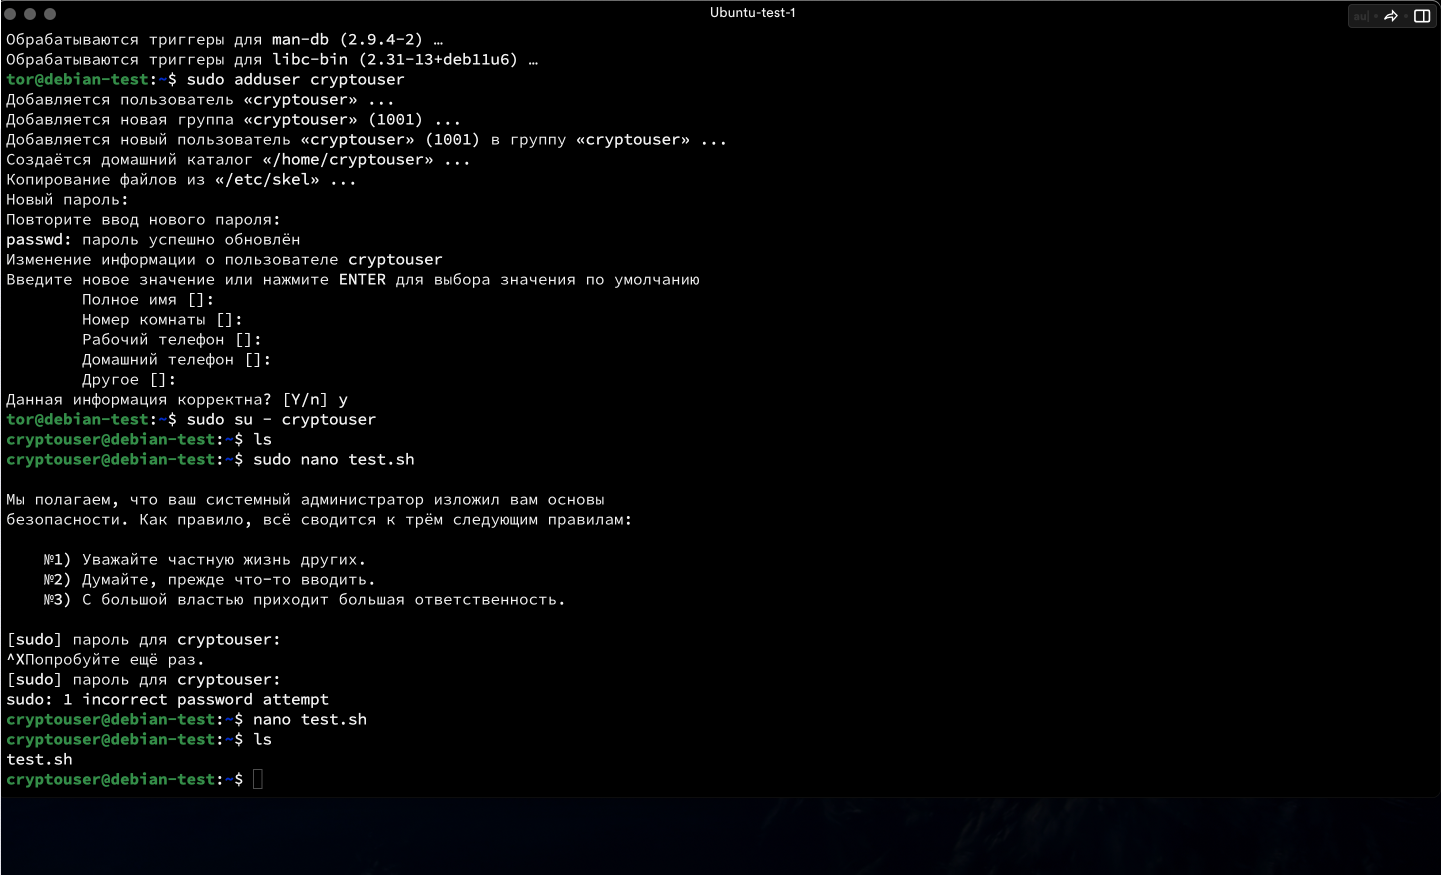 Ubuntu-test-1
Обрабатываются триггеры для man-db (2.9.4-2) …
Обрабатываются триггеры для libc-bin (2.31-13+deb11u6) …
tor@debian-test:~$ sudo adduser cryptouser
Добавляется пользователь «cryptouser» ...
Добавляется новая группа «cryptouser» (1001) ...
Добавляется новый пользователь «cryptouser» (1001) в группу «cryptouser» ...
Создаётся домашний каталог «/home/cryptouser» ...
Копирование файлов из «/etc/skel» ...
Новый пароль:
Повторите ввод нового пароля:
passwd: пароль успешно обновлён
Изменение информации о пользователе cryptouser
Введите новое значение или нажмите ENTER для выбора значения по умолчанию
Полное имя []:
Номер комнаты []:
Рабочий телефон []:
Домашний телефон []:
Другое []:
Данная информация корректна? [Y/n] y
tor@debian-test:~$ sudo su - cryptouser
cryptouser@debian-test:~$ ls
cryptouser@debian-test:~$ sudo nano test.sh
Мы полагаем, что ваш системный администратор изложил вам основы
безопасности. Как правило, всё сводится к трём следующим правилам:
№1) Уважайте частную жизнь других.
№2) Думайте, прежде что-то вводить.
№3) С большой властью приходит большая ответственность.
[sudo] пароль для cryptouser:
^XПопробуйте ещё раз.
[sudo] пароль для cryptouser:
sudo: 1 incorrect password attempt
cryptouser@debian-test:~$ nano test.sh
cryptouser@debian-test:~$ ls
test.sh
cryptouser@debian-test:~$